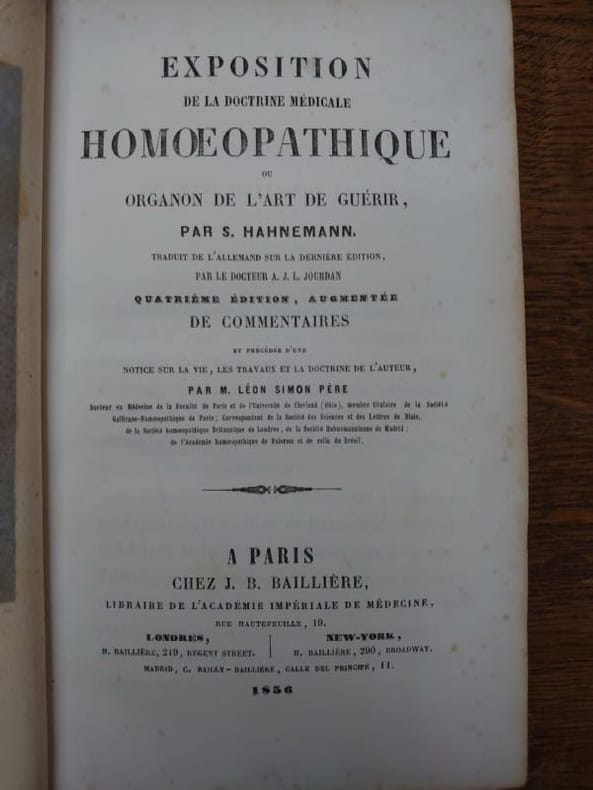 EXPOSITION
DE LA DOCTRINE MÉDICALE
HOMŒOPATHIQUE
OU
ORGANON DE L'ART DE GUÉRIR,
PAR S. HAHNEMANN.
TRADUIT DE L'ALLEMAND SUR LA DERNIÈRE ÉDITION,
PAR LE DOCTEUR A. J. L. JOURDAN
QUATRIÈME ÉDITION, AUGMENTÉE
DE COMMENTAIRES
ET PRÉCÉDÉE D'UNE
NOTICE SUR LA VIE, LES TRAVAUX ET LA DOCTRINE DE L'AUTEUR,
PAR M. LÉON SIMON PÈRE
Docteur en Médecine de la Faculté de Paris et de l'Université de Cleveland (Ohio), membre titulaire de la Société
Gallicane-Homœopathique de Paris; Correspondant de la Société des Sciences et des Lettres de Blois,
de la Société homœopathique Britannique de Londres, de la Société Hahnemannienne de Madrid;
de l'Académie homœopathique de Palerme et de celle du Brésil.
A PARIS
CHEZ J. B. BAILLIÈRE,
LIBRAIRE DE L'ACADÉMIE IMPÉRIALE DE MÉDECINE,
RUE HAUTEFEUILLE, 19.
LONDRES,
H. BAILLIÈRE, 219, REGENT STREET.
NEW-YORK,
H. BAILLIÈRE, 290, BROADWAY.
MADRID, C. BAILLY-BAILLIÈRE, CALLE DEL PRINCIPE, 11.
1856